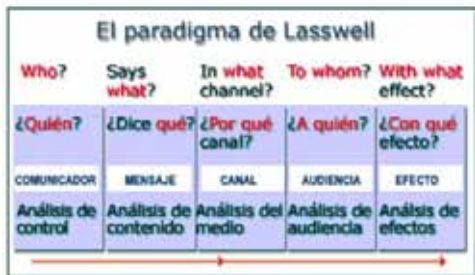 El paradigma de Lasswell
Who? Says what? In what channel? To whom? With what effect?
¿Quién? ¿Dice qué? ¿Por qué canal? ¿A quién? ¿Con qué efecto?
COMUNICADOR MENSAJE CANAL AUDIENCIA EFECTO
Análisis de control Análisis de contenido Análisis del medio Análisis de audiencia Análsis de efectos